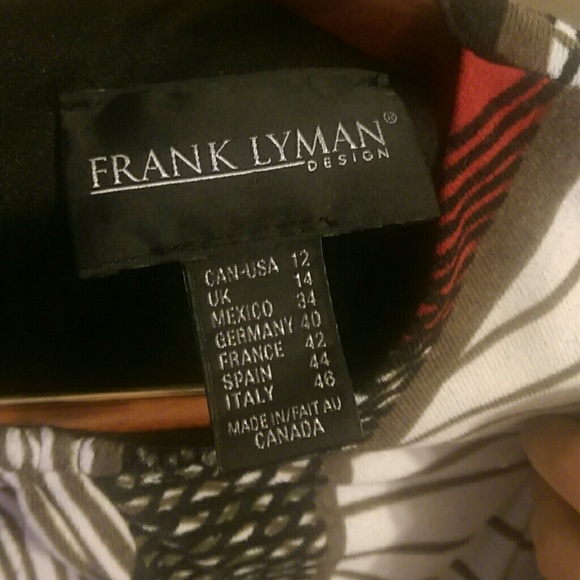 FRANK LYMAN®
DESIGN
CAN-USA 12
UK 14
MEXICO 34
GERMANY 40
FRANCE 42
SPAIN 44
ITALY 46
MADE IN/FAIT AU
CANADA